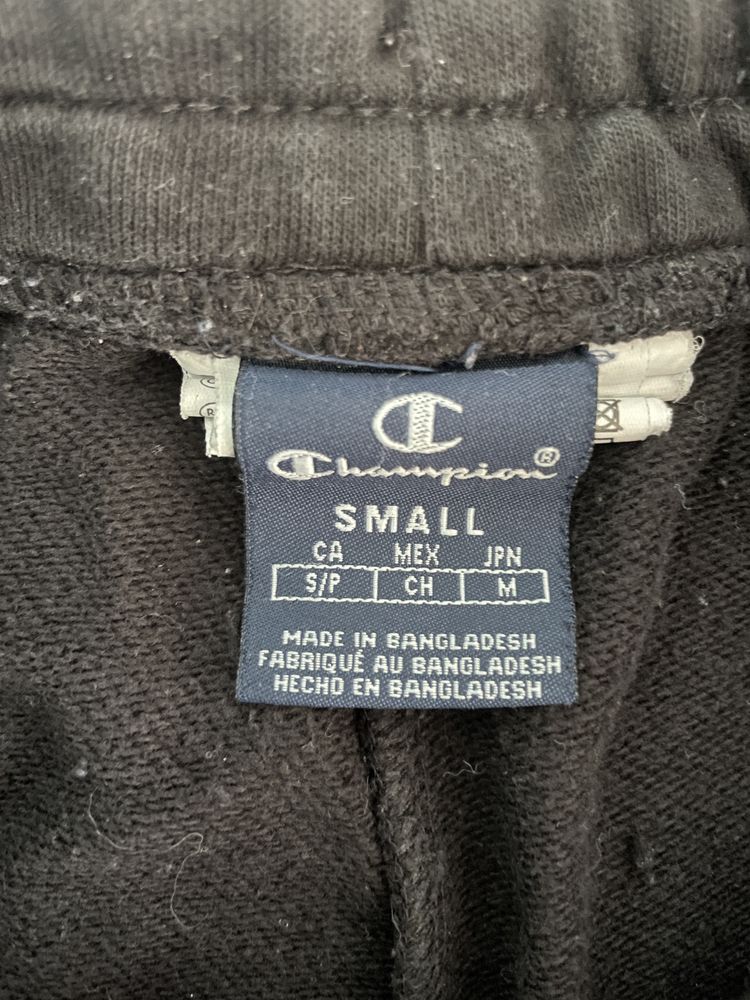 Champion®
SMALL
CA MEX JPN
S/P CH M
MADE IN BANGLADESH
FABRIQUÉ AU BANGLADESH
HECHO EN BANGLADESH